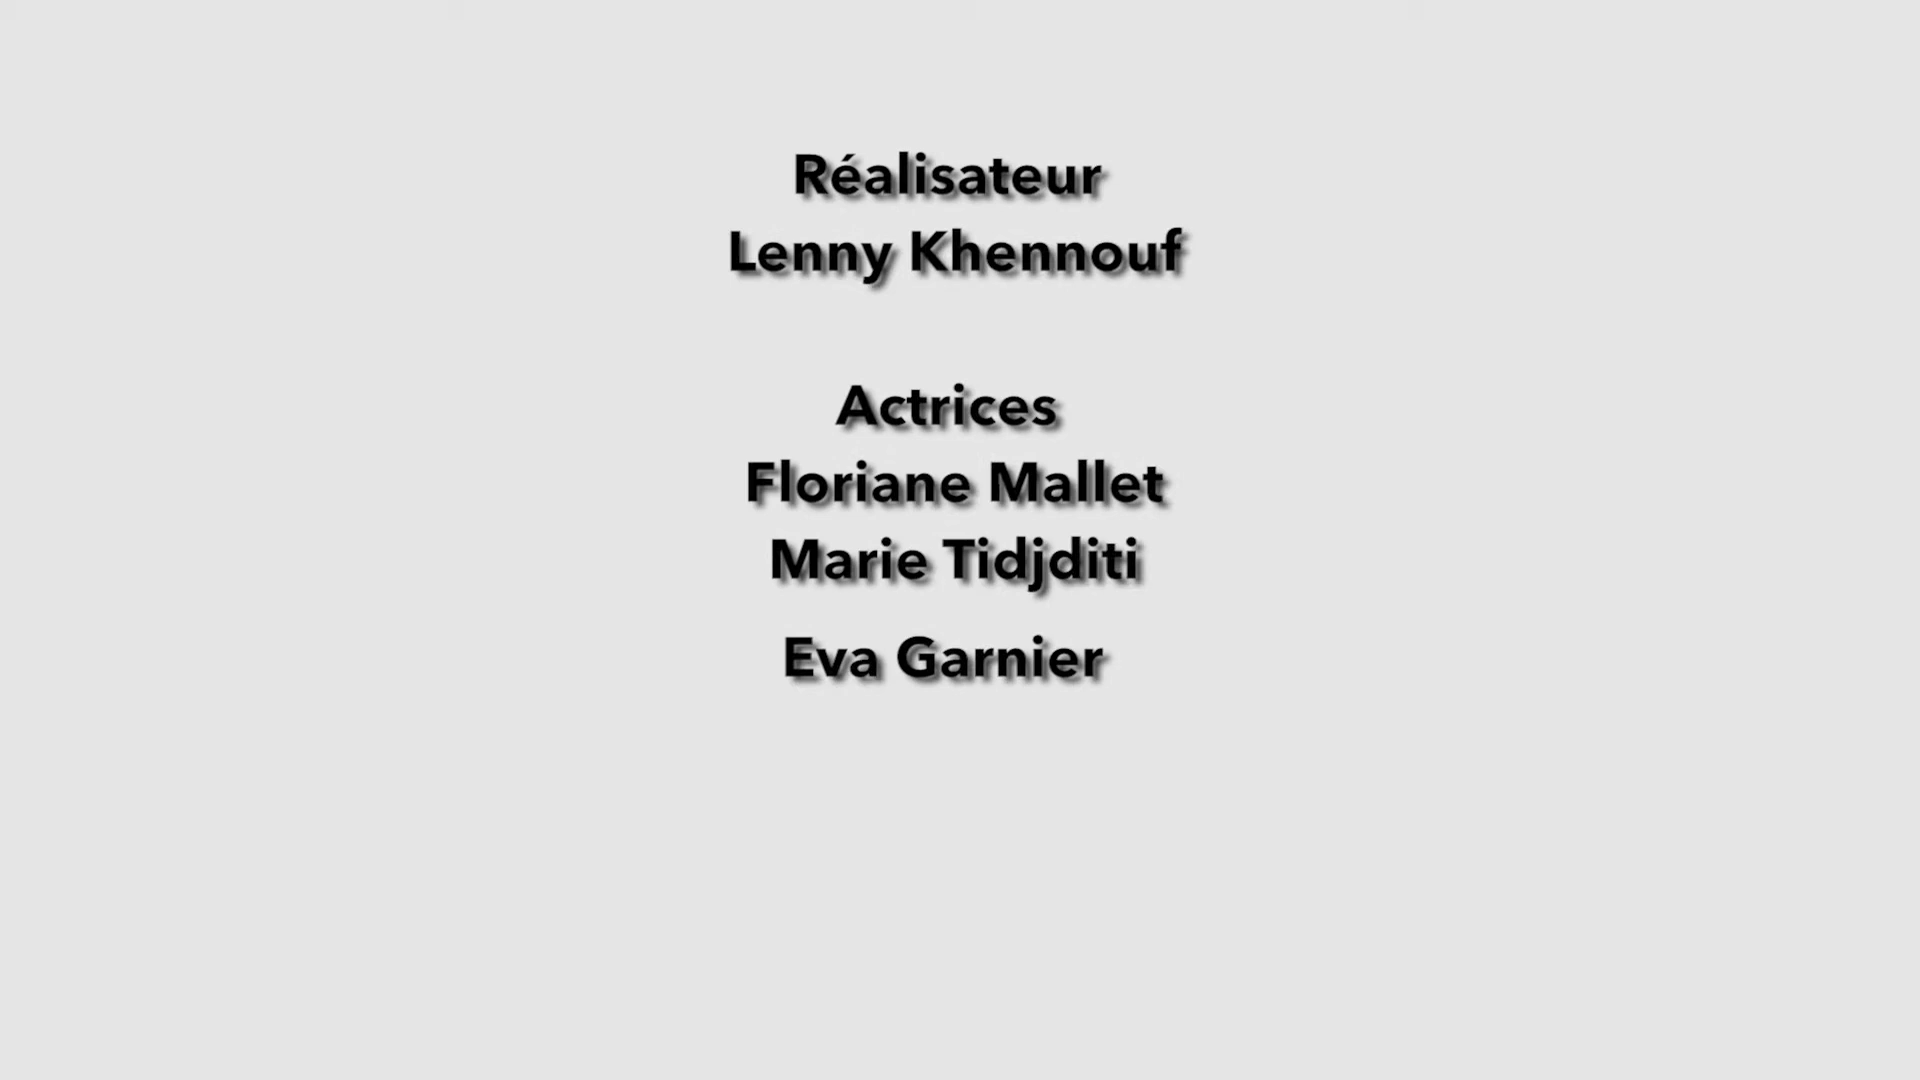 Réalisateur
Lenny Khennouf
Actrices
Floriane Mallet
Marie Tidjditi
Eva Garnier